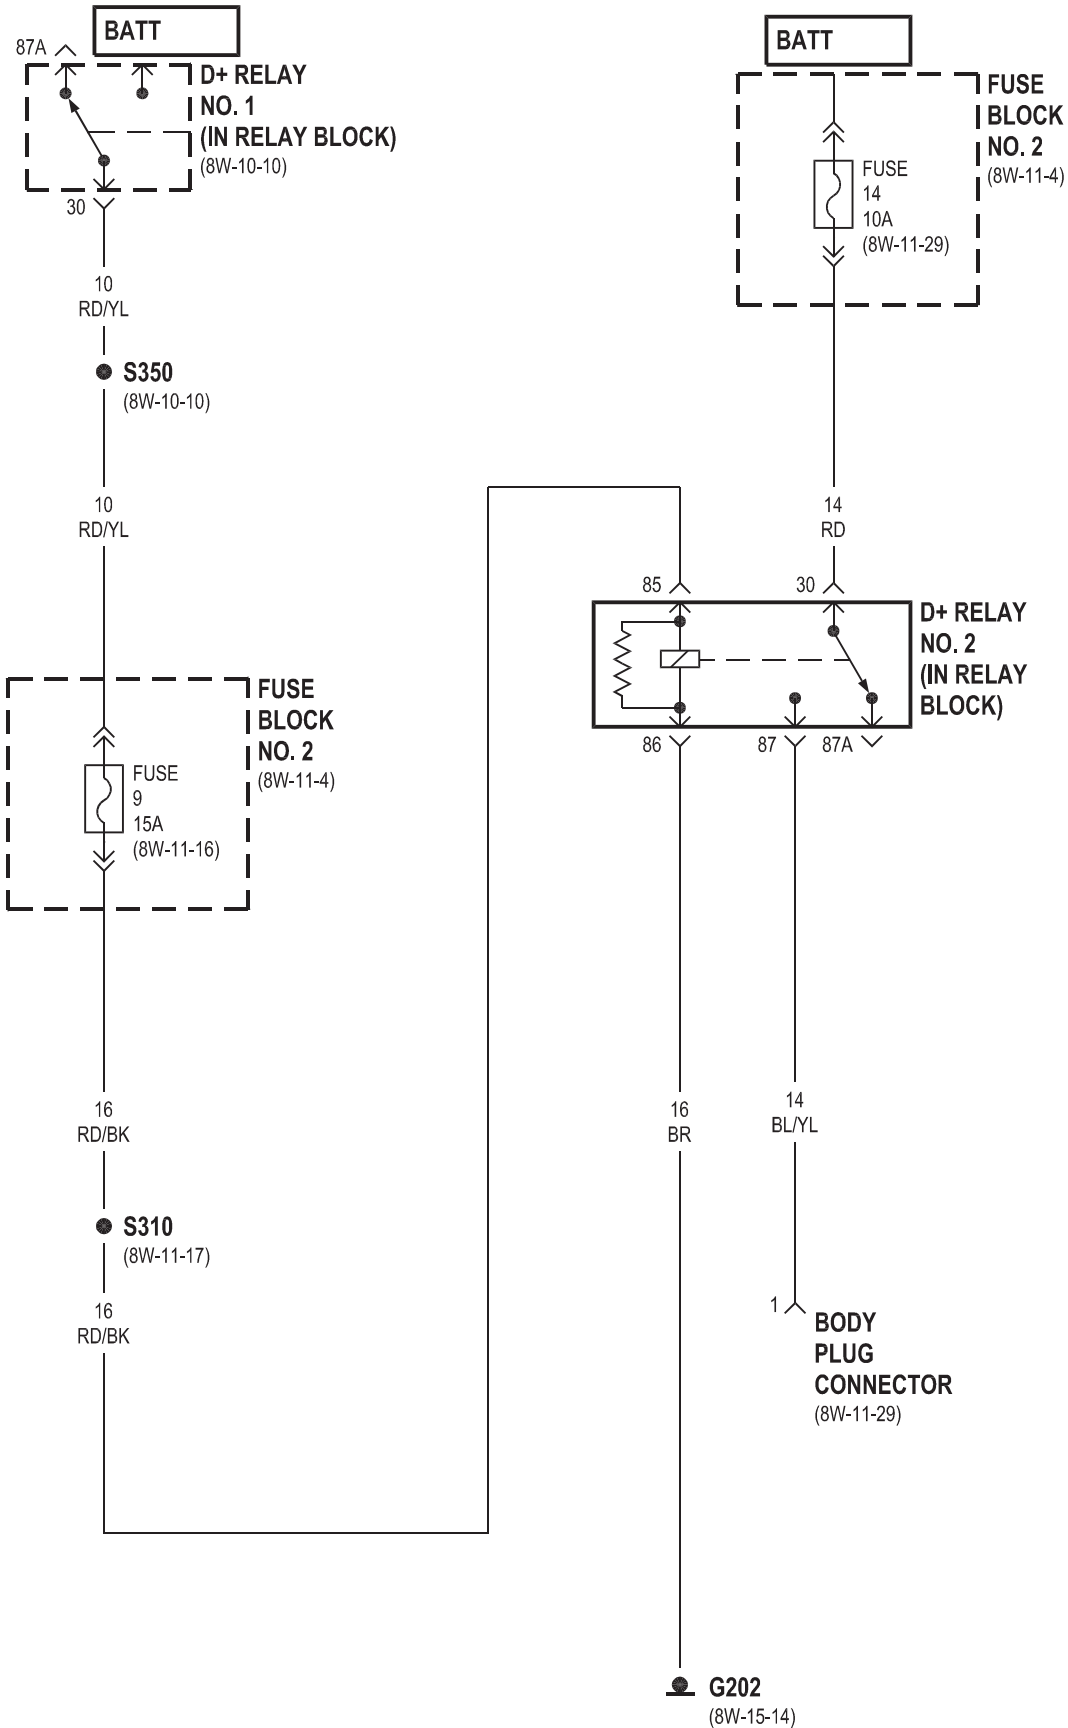 BATT
87A
D+ RELAY
NO. 1
(IN RELAY BLOCK)
(8W-10-10)
30
10
RD/YL
S350
(8W-10-10)
10
RD/YL
FUSE
BLOCK
NO. 2
(8W-11-4)
FUSE
9
15A
(8W-11-16)
16
RD/BK
S310
(8W-11-17)
16
RD/BK
BATT
FUSE
BLOCK
NO. 2
(8W-11-4)
FUSE
14
10A
(8W-11-29)
14
RD
85
30
D+ RELAY
NO. 2
(IN RELAY
BLOCK)
86
87
87A
16
BR
14
BL/YL
1
BODY
PLUG
CONNECTOR
(8W-11-29)
G202
(8W-15-14)